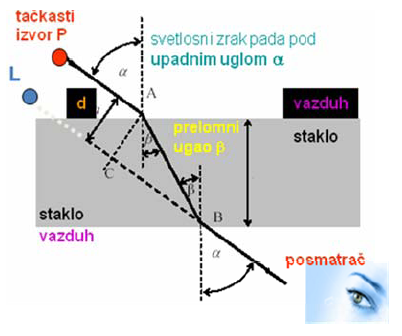 tačkasti
izvor P
svetlosni zrak pada pod
upadnim uglom α
α
L
d
A
vazduh
prelomni
ugao β
staklo
β
C
β
staklo
vazduh
B
α
posmatrač